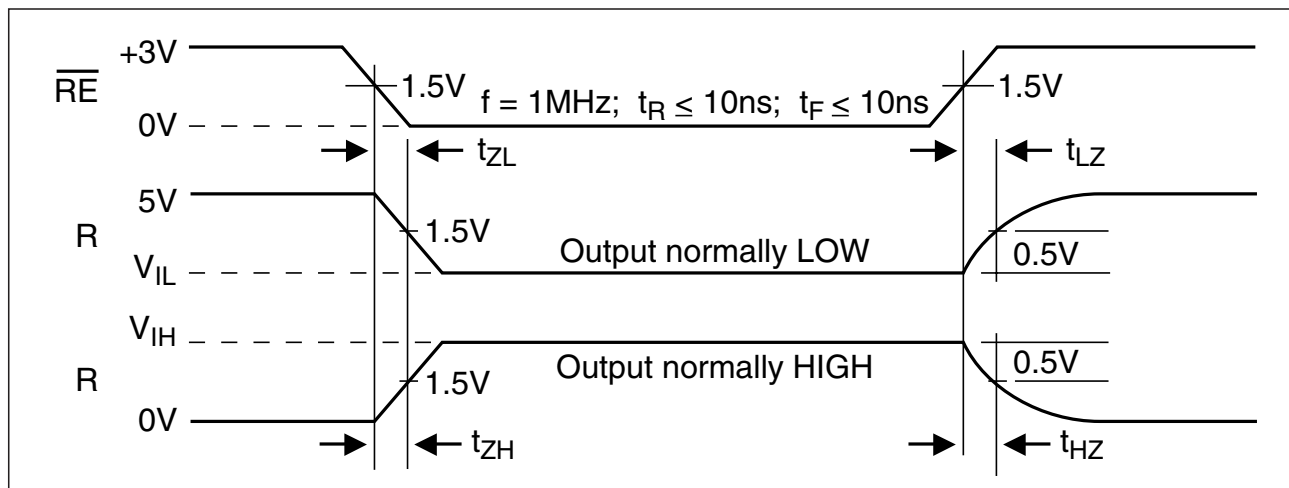 +3V
R̅E̅
1.5V
f = 1MHz; t_R ≤ 10ns; t_F ≤ 10ns
1.5V
0V
t_ZL
t_LZ
5V
R
1.5V
Output normally LOW
0.5V
V_IL
V_IH
R
1.5V
Output normally HIGH
0.5V
0V
t_ZH
t_HZ